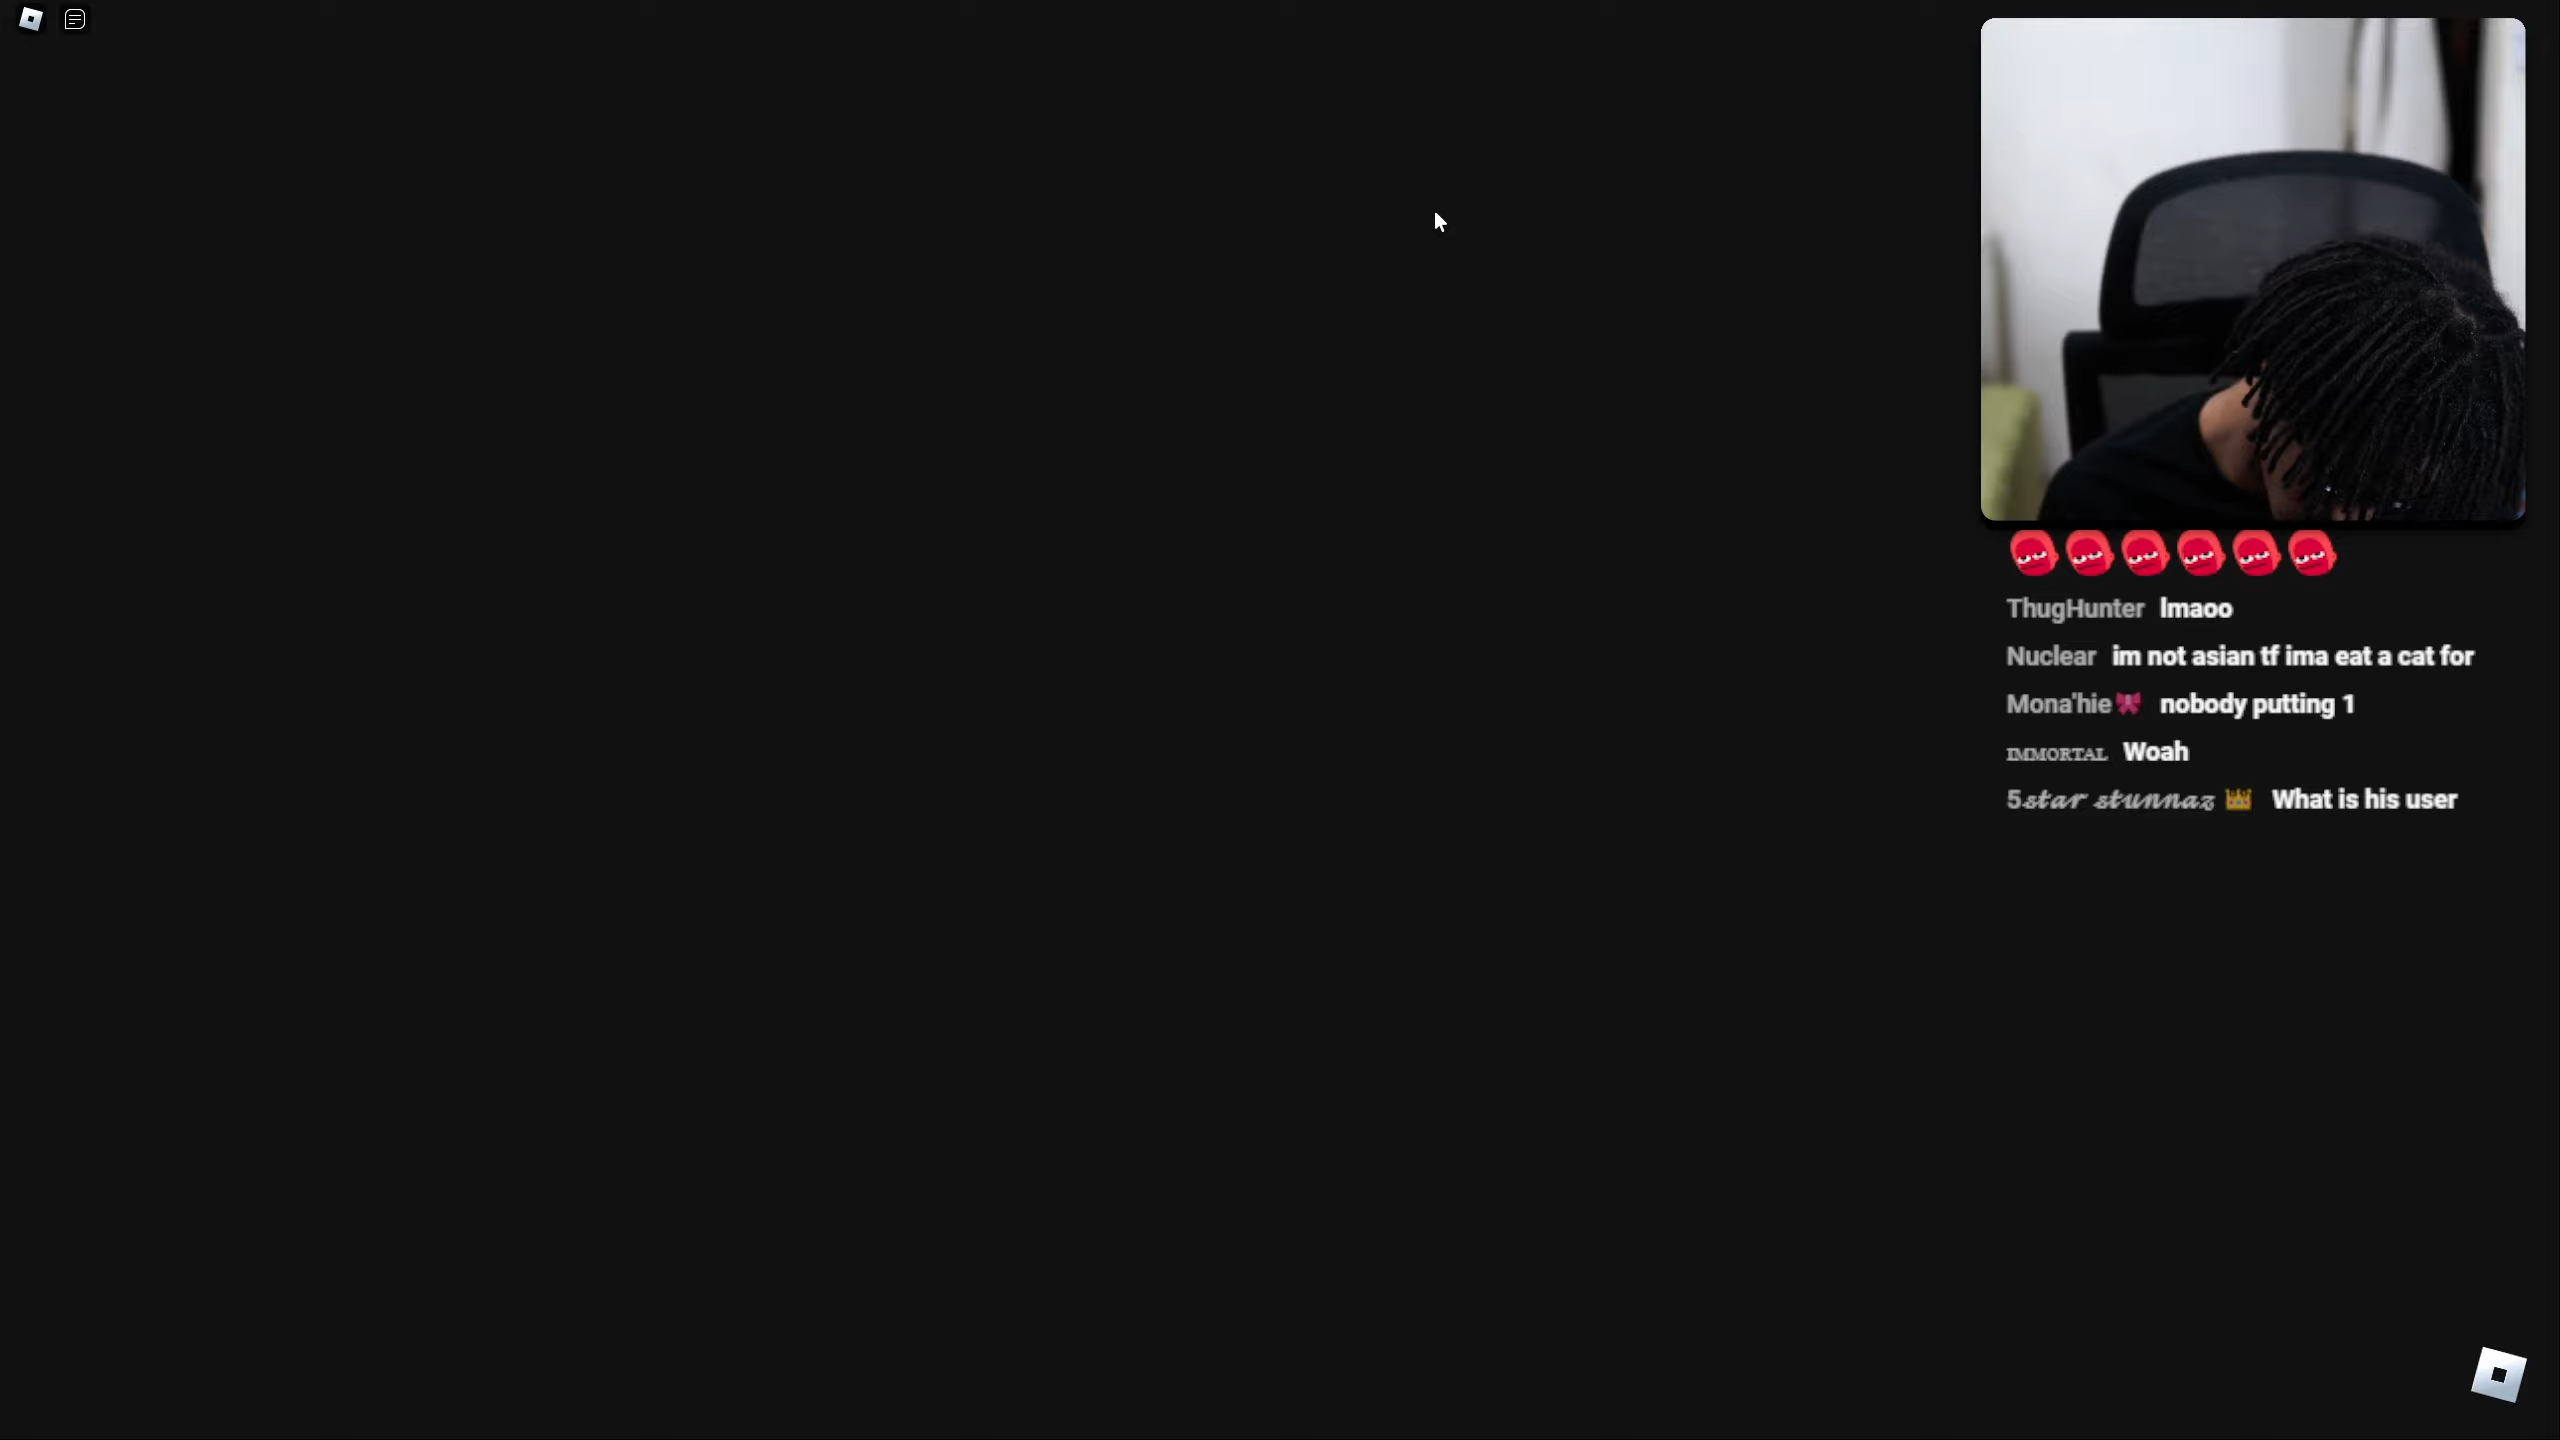 ThugHunter lmaoo
Nuclear im not asian tf ima eat a cat for
Mona'hie🎀 nobody putting 1
ɪᴍᴍᴏʀᴛᴀʟ Woah
5𝓼𝓽𝓪𝓻 𝓼𝓽𝓾𝓷𝓷𝓪𝔃 👑 What is his user